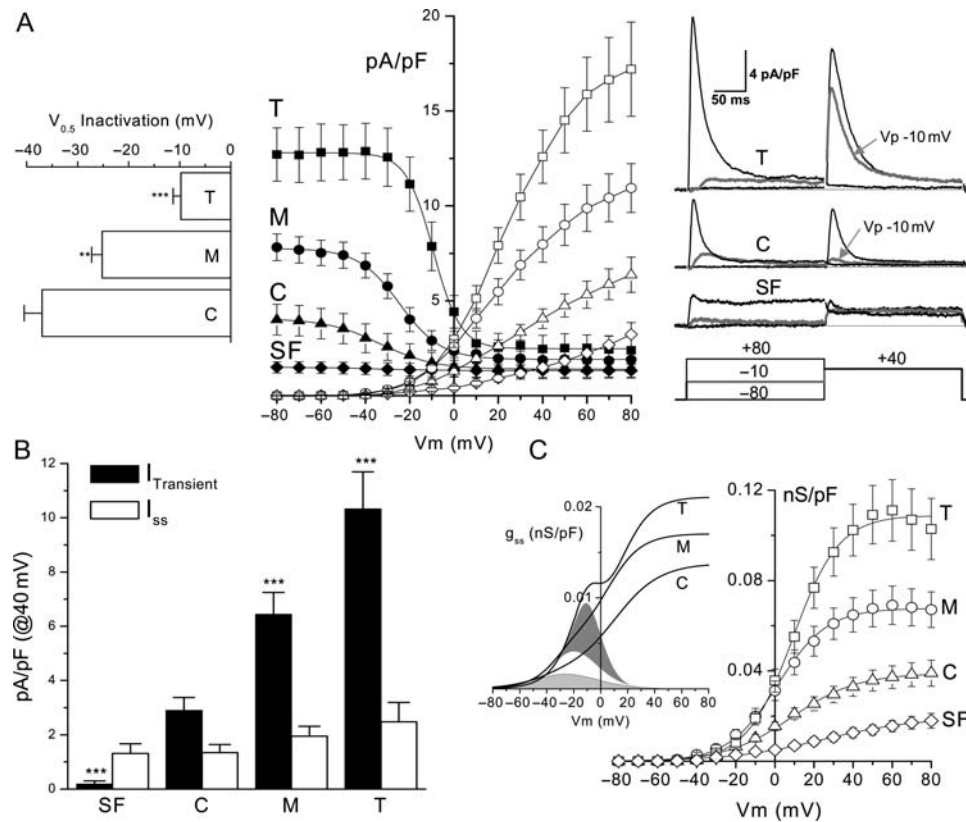 A
V0.5 Inactivation (mV)
−40 −30 −20 −10 0
*** T
** M
C
20
pA/pF
15
10
5
T
M
C
SF
−80 −60 −40 −20 0 20 40 60 80
Vm (mV)
4 pA/pF
50 ms
T
Vp -10 mV
C
Vp -10 mV
SF
+80
−10
−80
+40
B
ITransient
Iss
pA/pF (@40 mV)
12
10
8
6
4
2
0
***
***
***
SF C M T
C
gss (nS/pF)
0.02
0.01
T
M
C
−80 −60 −40 −20 0 20 40 60 80
Vm (mV)
nS/pF
0.12
0.08
0.04
T
M
C
SF
−80 −60 −40 −20 0 20 40 60 80
Vm (mV)